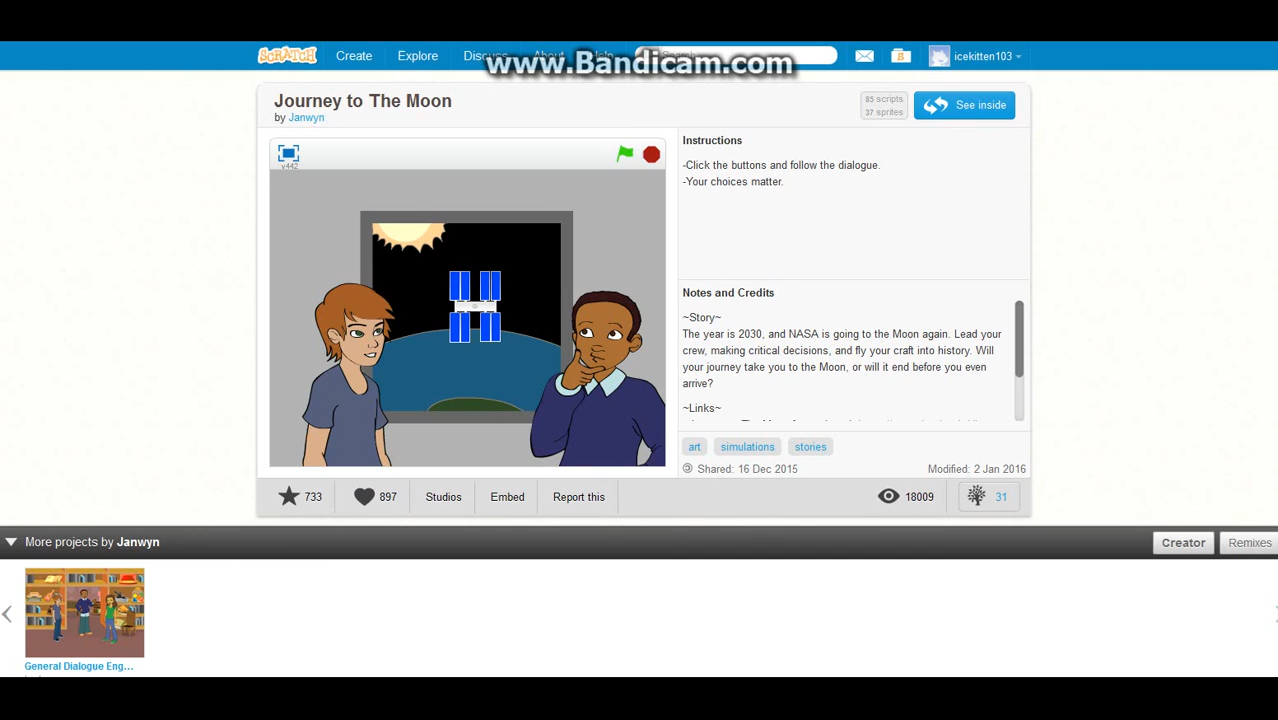 www.Bandicam.com
SCRATCH Create Explore Discuss About Help Search icekitten103
Journey to The Moon
by Janwyn
85 scripts
37 sprites
See inside
v442
Instructions
-Click the buttons and follow the dialogue.
-Your choices matter.
Notes and Credits
~Story~
The year is 2030, and NASA is going to the Moon again. Lead your
crew, making critical decisions, and fly your craft into history. Will
your journey take you to the Moon, or will it end before you even
arrive?
~Links~
art simulations stories
Shared: 16 Dec 2015 Modified: 2 Jan 2016
733 897 Studios Embed Report this 18009 31
More projects by Janwyn Creator Remixes
General Dialogue Eng...